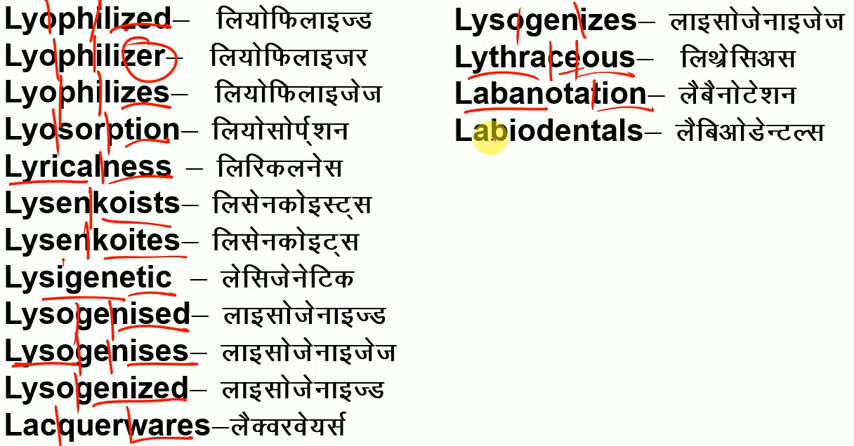 Lyophilized – लियोफिलाइज्ड
Lyophilizer– लियोफिलाइजर
Lyophilizes – लियोफिलाइजेज
Lyosorption– लियोसोर्प्शन
Lyricalness – लिरिकलनेस
Lysenkoists– लिसेनकोइस्ट्स
Lysenkoites– लिसेनकोइट्स
Lysigenetic – लेसिजेनेटिक
Lysogenised– लाइसोजेनाइज्ड
Lysogenises– लाइसोजेनाइजेज
Lysogenized– लाइसोजेनाइज्ड
Lacquerwares–लैक्वरवेयर्स
Lysogenizes– लाइसोजेनाइजेज
Lythraceous– लिथ्रेसिअस
Labanotation– लैबैनोटेशन
Labiodentals– लैबिओडेन्टल्स